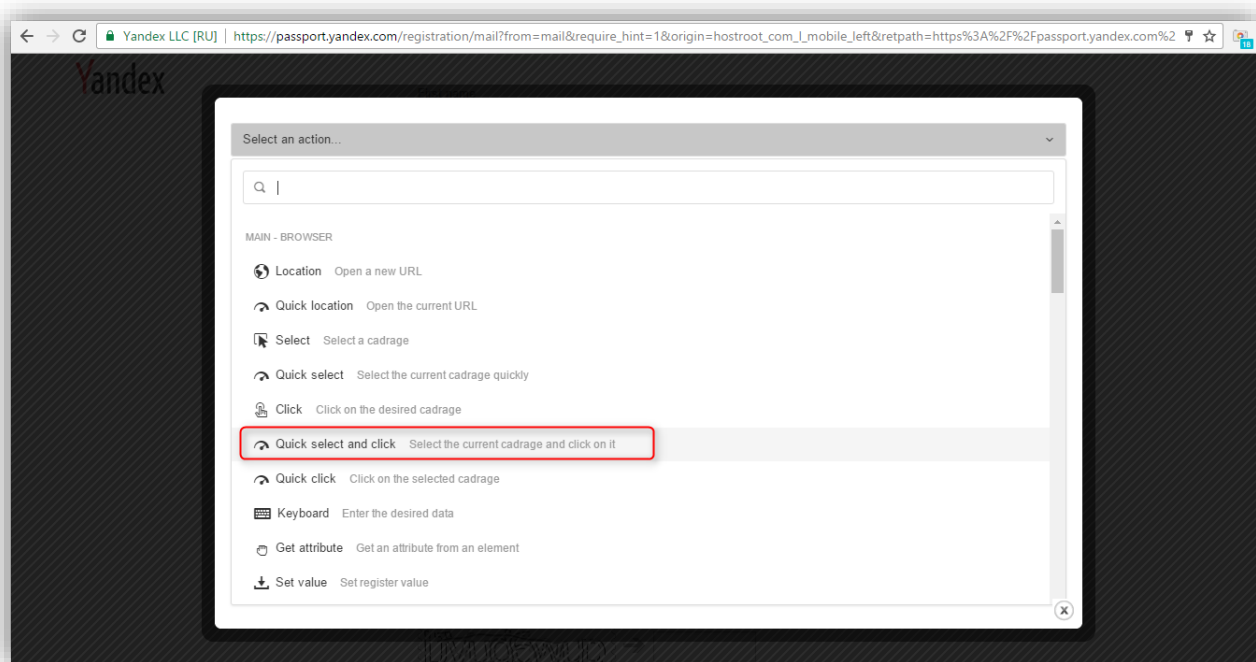 Yandex LLC [RU] | https://passport.yandex.com/registration/mail?from=mail&require_hint=1&origin=hostroot_com_l_mobile_left&retpath=https%3A%2F%2Fpassport.yandex.com%2
18
Yandex
Select an action...
MAIN - BROWSER
Location Open a new URL
Quick location Open the current URL
Select Select a cadrage
Quick select Select the current cadrage quickly
Click Click on the desired cadrage
Quick select and click Select the current cadrage and click on it
Quick click Click on the selected cadrage
Keyboard Enter the desired data
Get attribute Get an attribute from an element
Set value Set register value
x